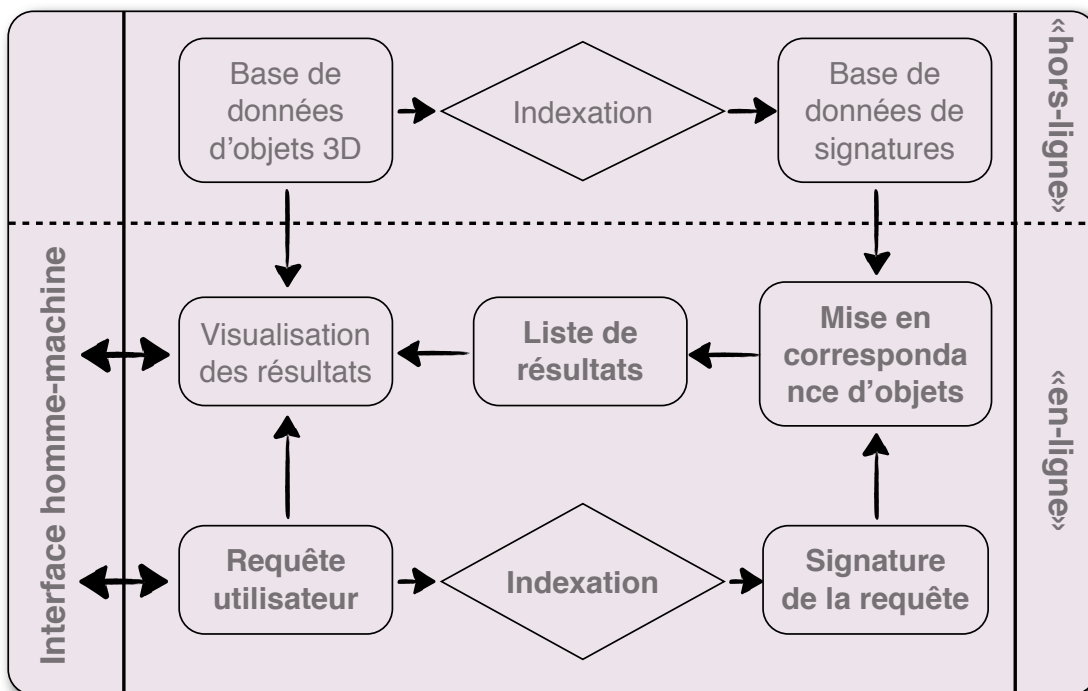 Base de
données
d'objets 3D
Indexation
Base de
données de
signatures
«hors-ligne»
Interface homme-machine
Visualisation
des résultats
Liste de
résultats
Mise en
corresponda
nce d'objets
«en-ligne»
Requête
utilisateur
Indexation
Signature
de la requête